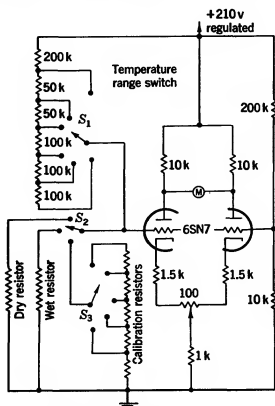 +210 v
regulated
200 k
Temperature
range switch
50 k
50 k
S1
100 k
100 k
100 k
200 k
10 k
10 k
M
6SN7
S2
1.5 k
1.5 k
100
10 k
1 k
Dry resistor
Wet resistor
S3
Calibration resistors